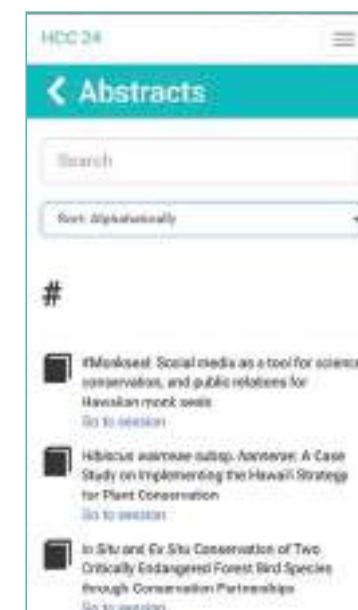 HCC 24
Abstracts
Search
Sort: Alphabetically
#
#Monkseal: Social media as a tool for science
conservation, and public relations for
Hawaiian monk seals
Go to session
Hibiscus waimeae subsp. hannerae: A Case
Study on Implementing the Hawai'i Strategy
for Plant Conservation
Go to session
In Situ and Ex Situ Conservation of Two
Critically Endangered Forest Bird Species
through Conservation Partnerships
Go to session